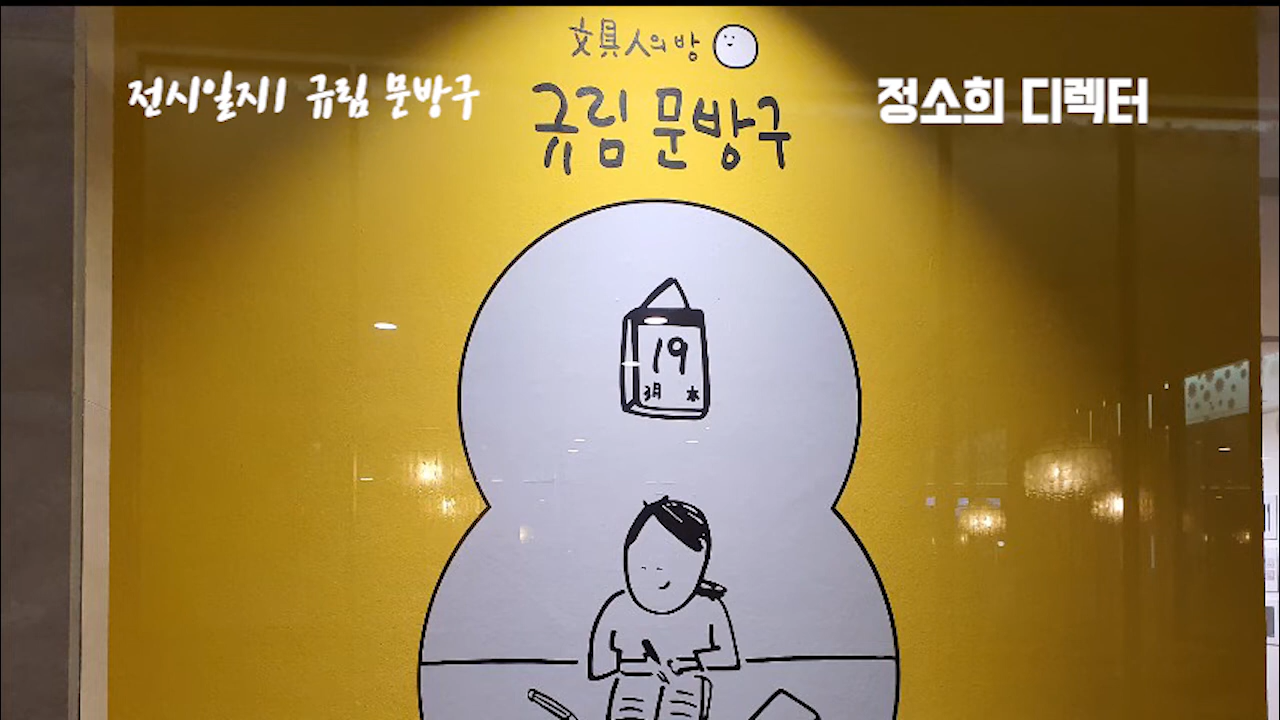 文具人의 방
전시일지1 규림 문방구
규림 문방구
정소희 디렉터
19
3月 木